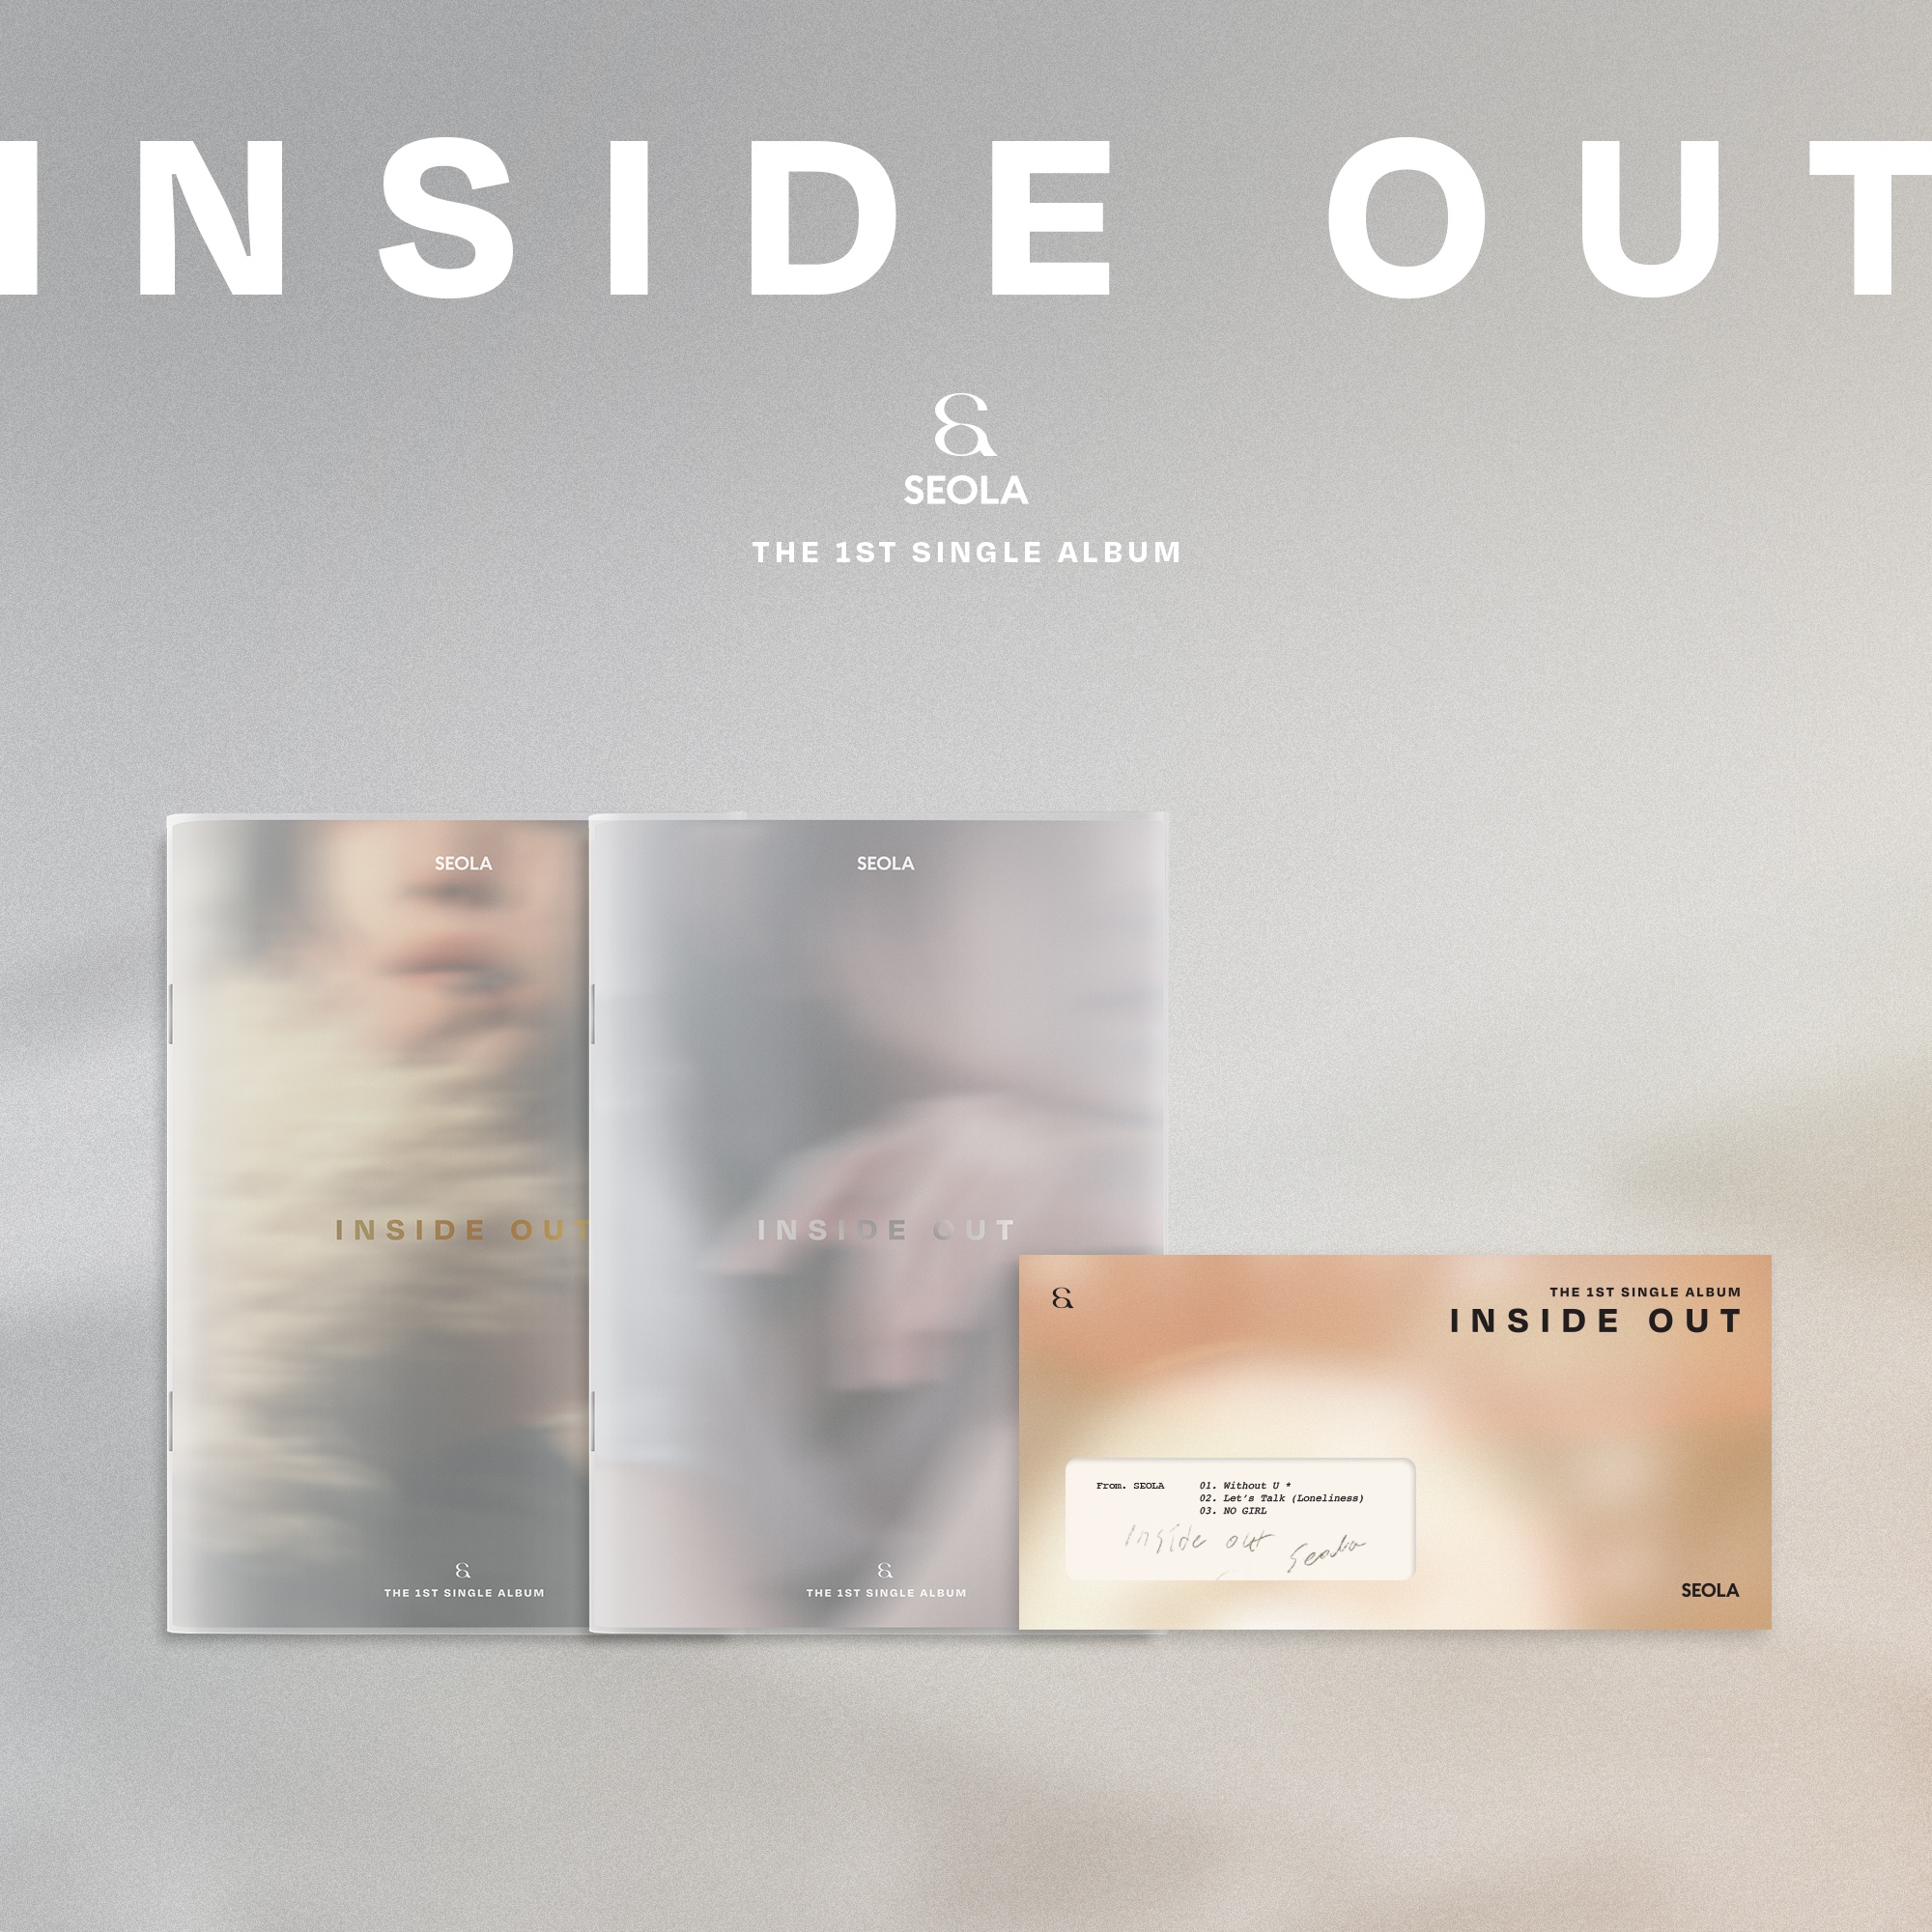 INSIDE OUT
&
SEOLA
THE 1ST SINGLE ALBUM
SEOLA
INSIDE OUT
&
THE 1ST SINGLE ALBUM
SEOLA
INSIDE OUT
&
THE 1ST SINGLE ALBUM
&
THE 1ST SINGLE ALBUM
INSIDE OUT
From. SEOLA
01. Without U *
02. Let's Talk (Loneliness)
03. NO GIRL
Inside out Seola
SEOLA